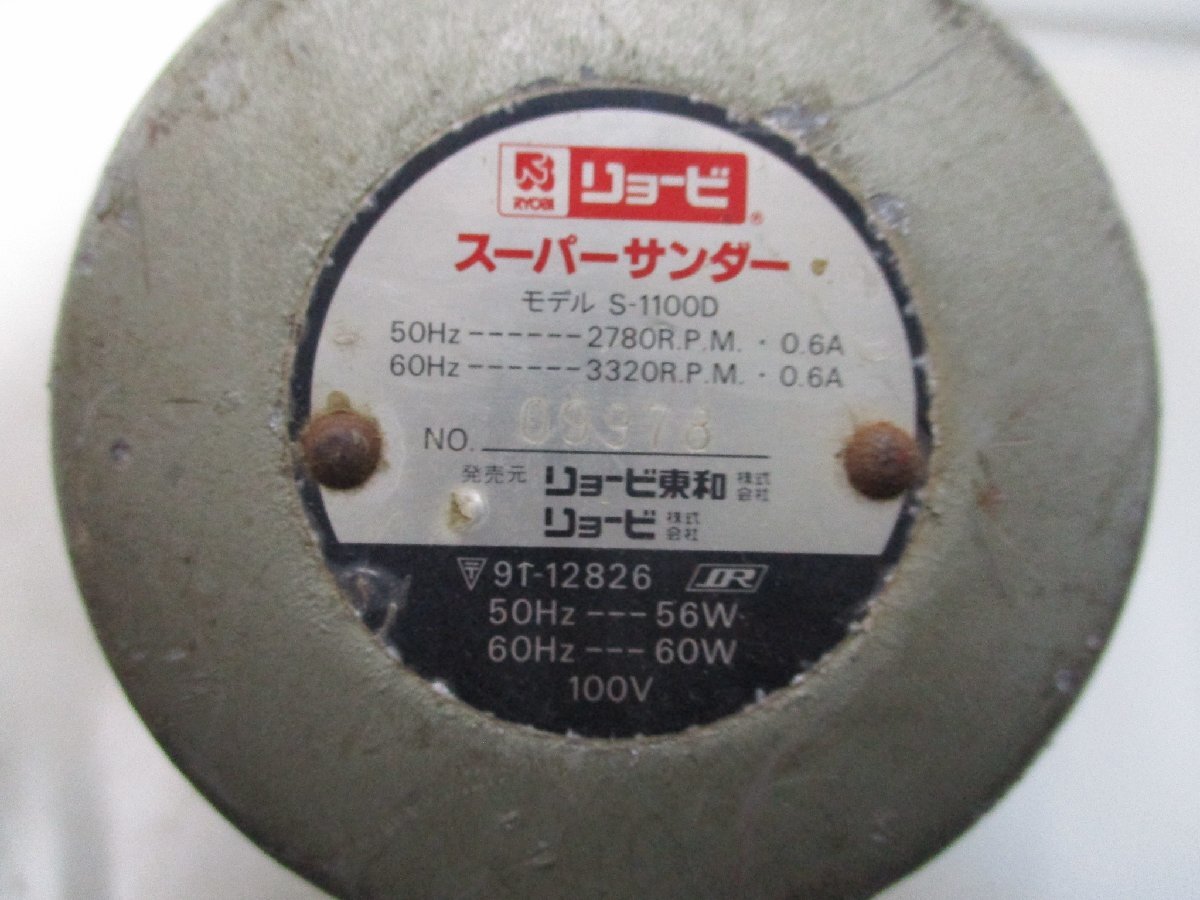 RYOBI リョービ ®
スーパーサンダー
モデル S-1100D
50Hz ------ 2780R.P.M. · 0.6A
60Hz ------ 3320R.P.M. · 0.6A
NO. 09978
発売元 リョービ東和 株式会社
リョービ 株式会社
〒 91-12826 JR
50Hz --- 56W
60Hz --- 60W
100V